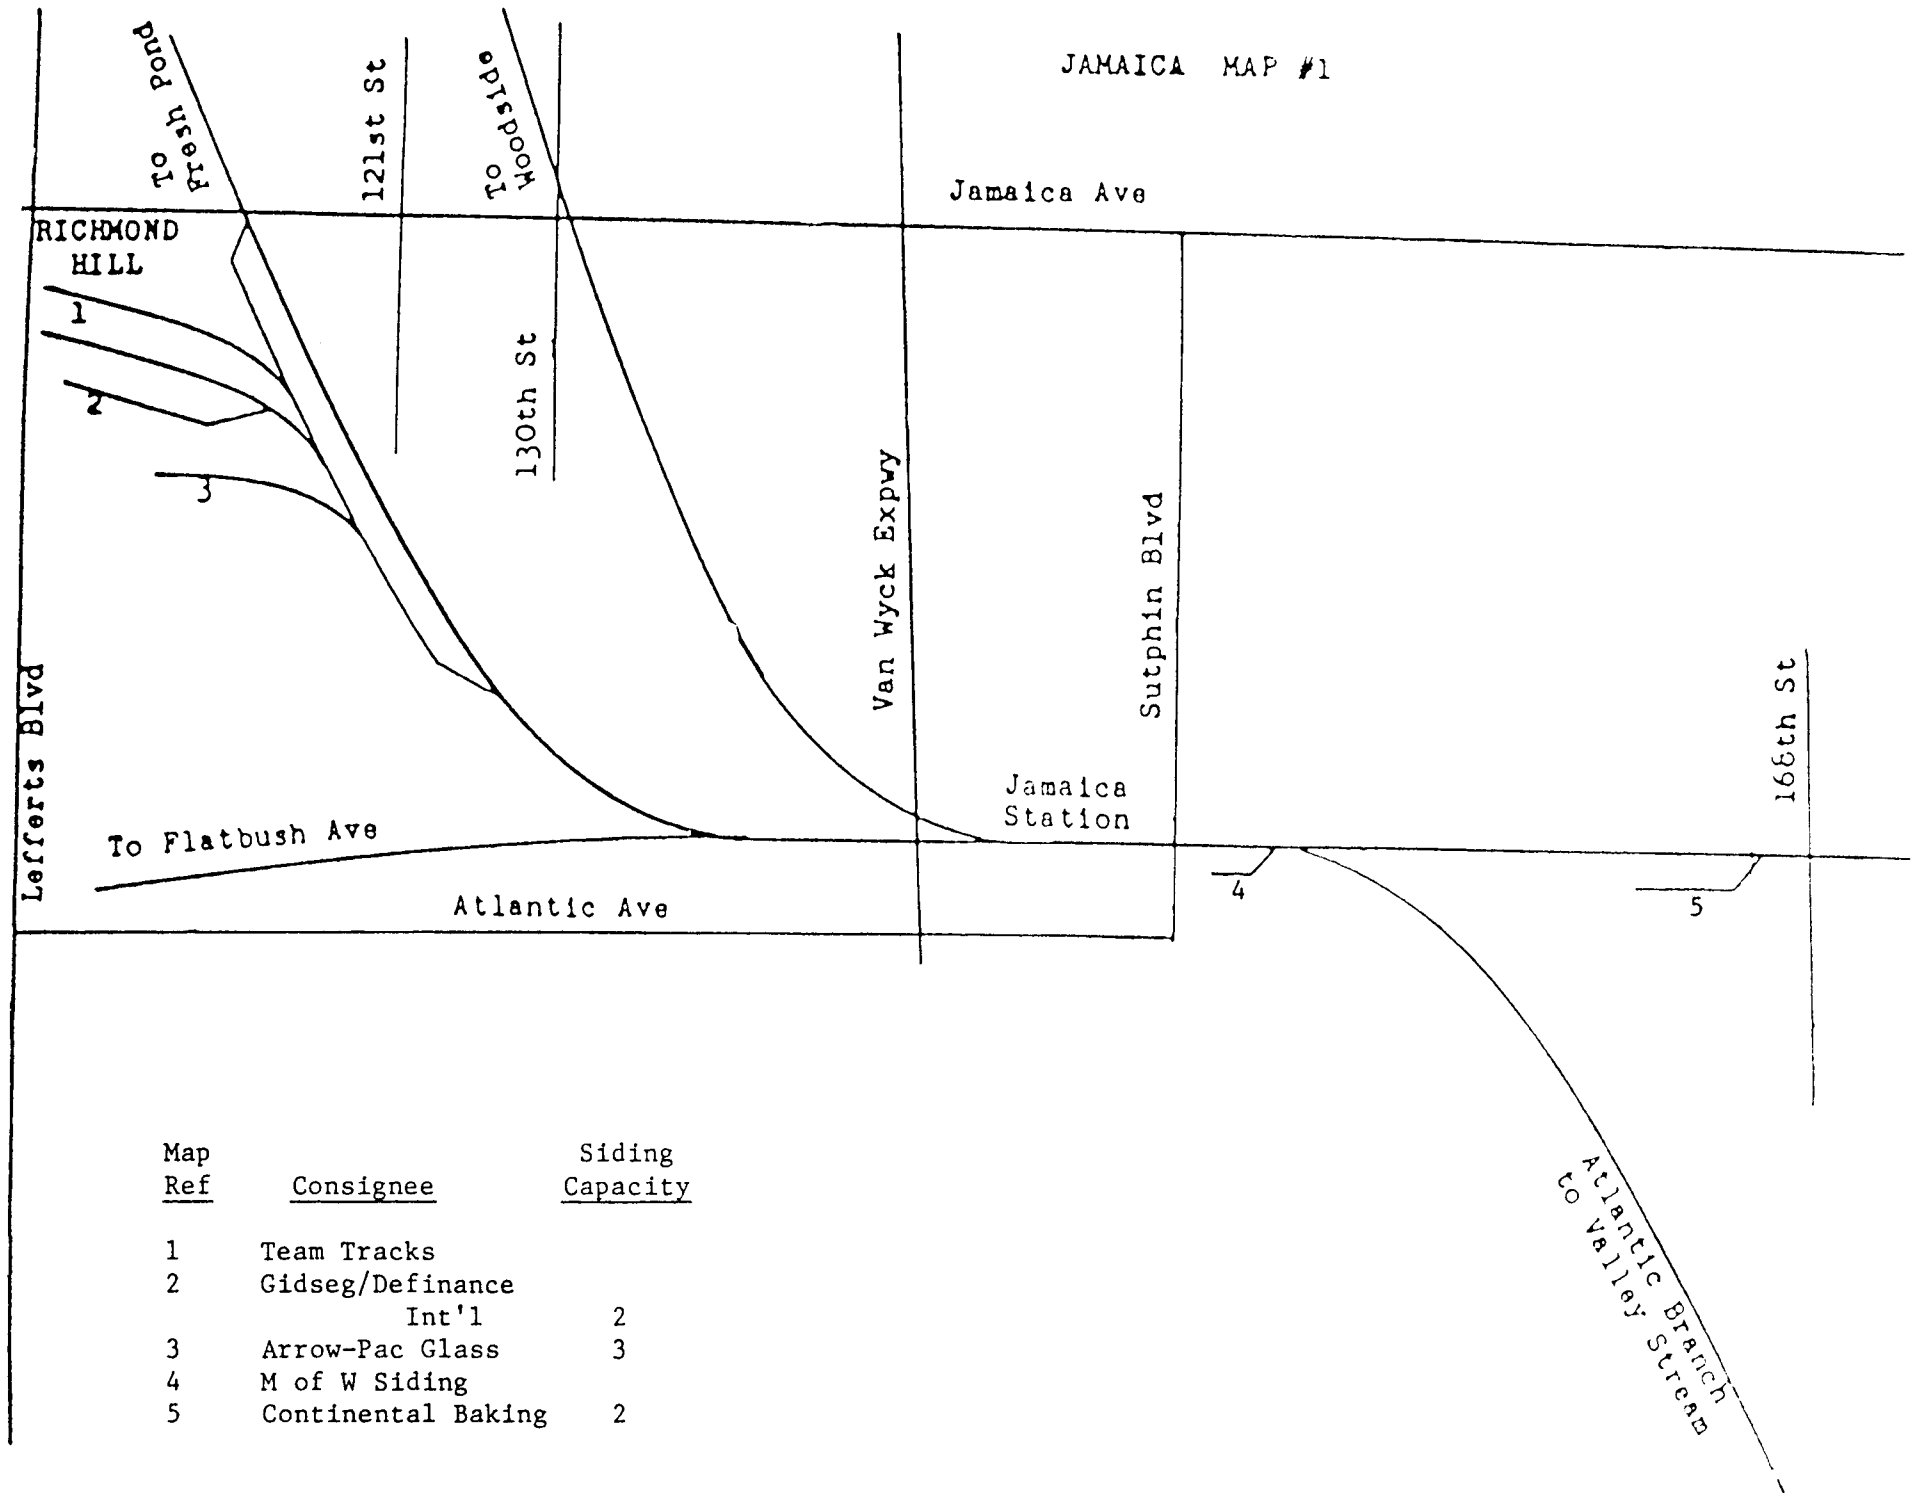 JAMAICA MAP #1
To
Fresh Pond
121st St
To
Woodside
Jamaica Ave
RICHMOND
HILL
1
2
3
130th St
Van Wyck Expwy
Sutphin Blvd
Lefferts Blvd
168th St
Jamaica
Station
To Flatbush Ave
Atlantic Ave
4
5
Atlantic Branch
to Valley Stream
Map Siding
Ref Consignee Capacity
1 Team Tracks
2 Gidseg/Definance
Int'l 2
3 Arrow-Pac Glass 3
4 M of W Siding
5 Continental Baking 2